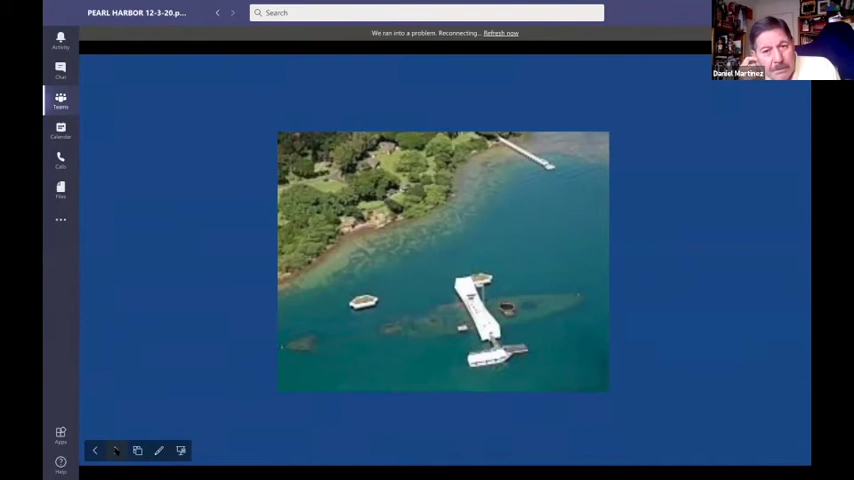 PEARL HARBOR 12-3-20.p...
Search
We ran into a problem. Reconnecting... Refresh now
Daniel Martinez
Activity
Chat
Teams
Calendar
Calls
Files
Apps
Help